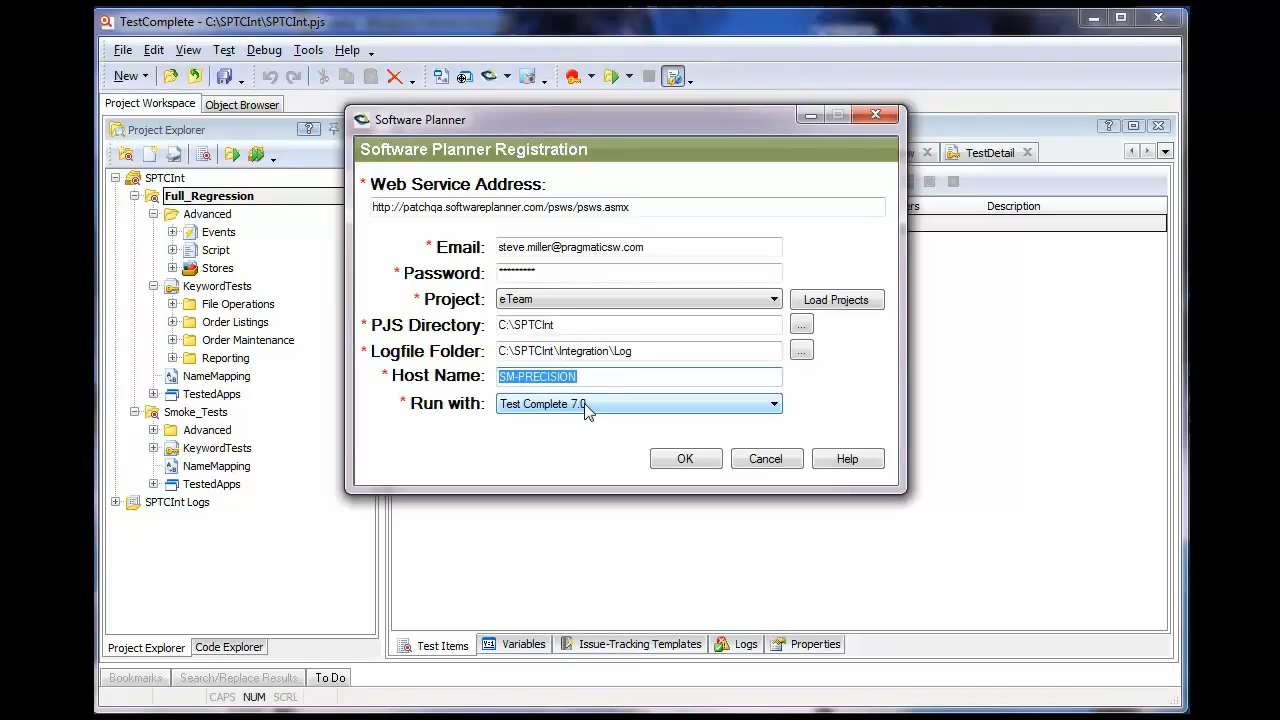 TestComplete - C:\SPTCInt\SPTCInt.pjs
File Edit View Test Debug Tools Help
New
Project Workspace Object Browser
Project Explorer
SPTCInt
Full_Regression
Advanced
Events
Script
Stores
KeywordTests
File Operations
Order Listings
Order Maintenance
Reporting
NameMapping
TestedApps
Smoke_Tests
Advanced
KeywordTests
NameMapping
TestedApps
SPTCInt Logs
Project Explorer Code Explorer
Software Planner
Software Planner Registration
* Web Service Address:
http://patchqa.softwareplanner.com/psws/psws.asmx
* Email: steve.miller@pragmaticsw.com
* Password: *********
* Project: eTeam Load Projects
* PJS Directory: C:\SPTCInt ...
* Logfile Folder: C:\SPTCInt\Integration\Log ...
* Host Name: SM-PRECISION
* Run with: Test Complete 7.0
OK Cancel Help
TestDetail
Description
Test Items Variables Issue-Tracking Templates Logs Properties
Bookmarks Search/Replace Results To Do
CAPS NUM SCRL